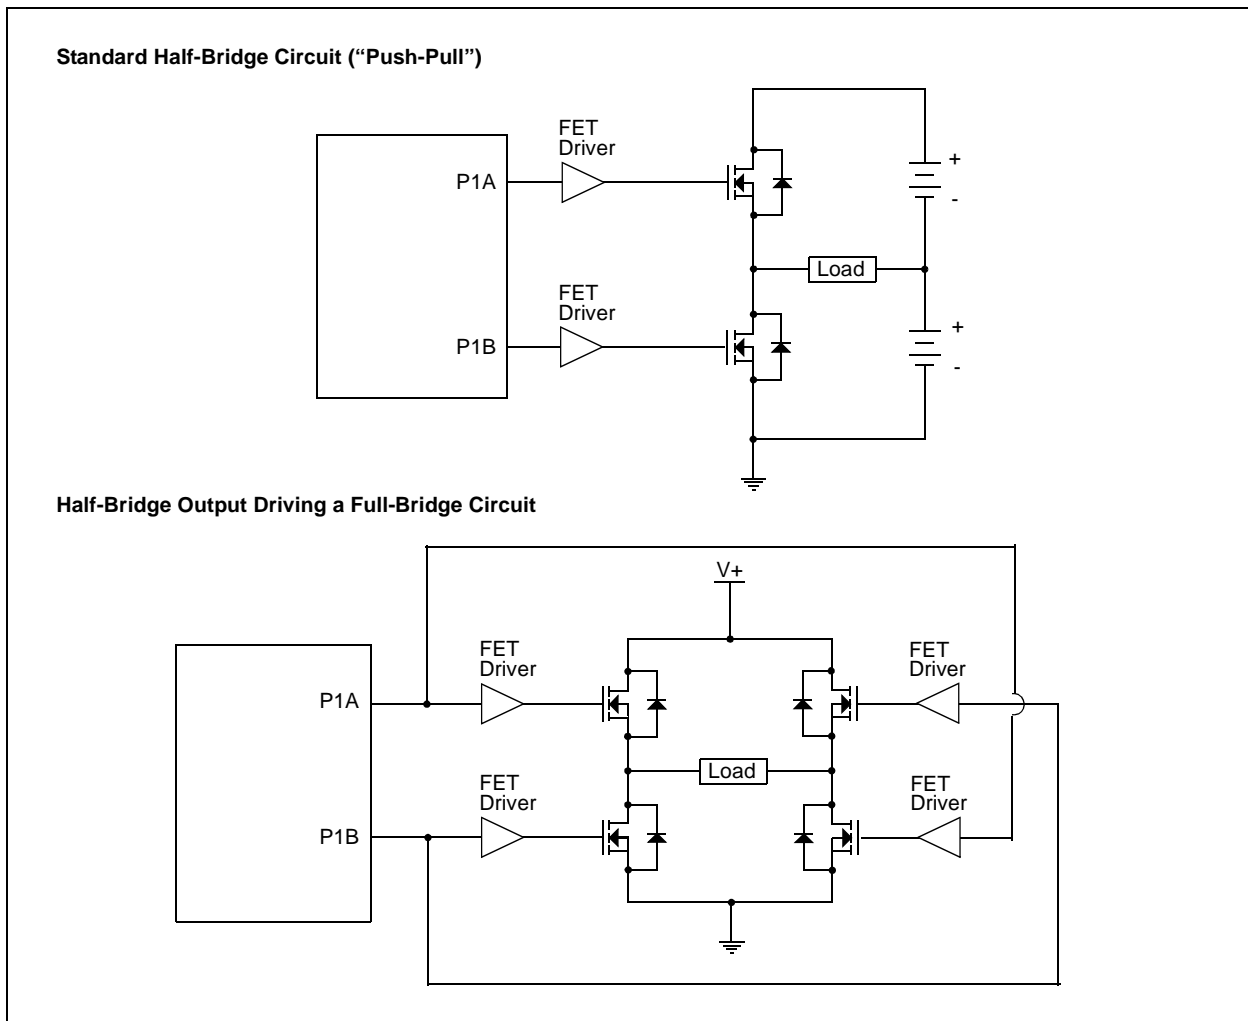 Standard Half-Bridge Circuit (“Push-Pull”)
FET
Driver
P1A
+
-
Load
FET
Driver
P1B
+
-
Half-Bridge Output Driving a Full-Bridge Circuit
V+
FET
Driver
FET
Driver
P1A
Load
FET
Driver
FET
Driver
P1B